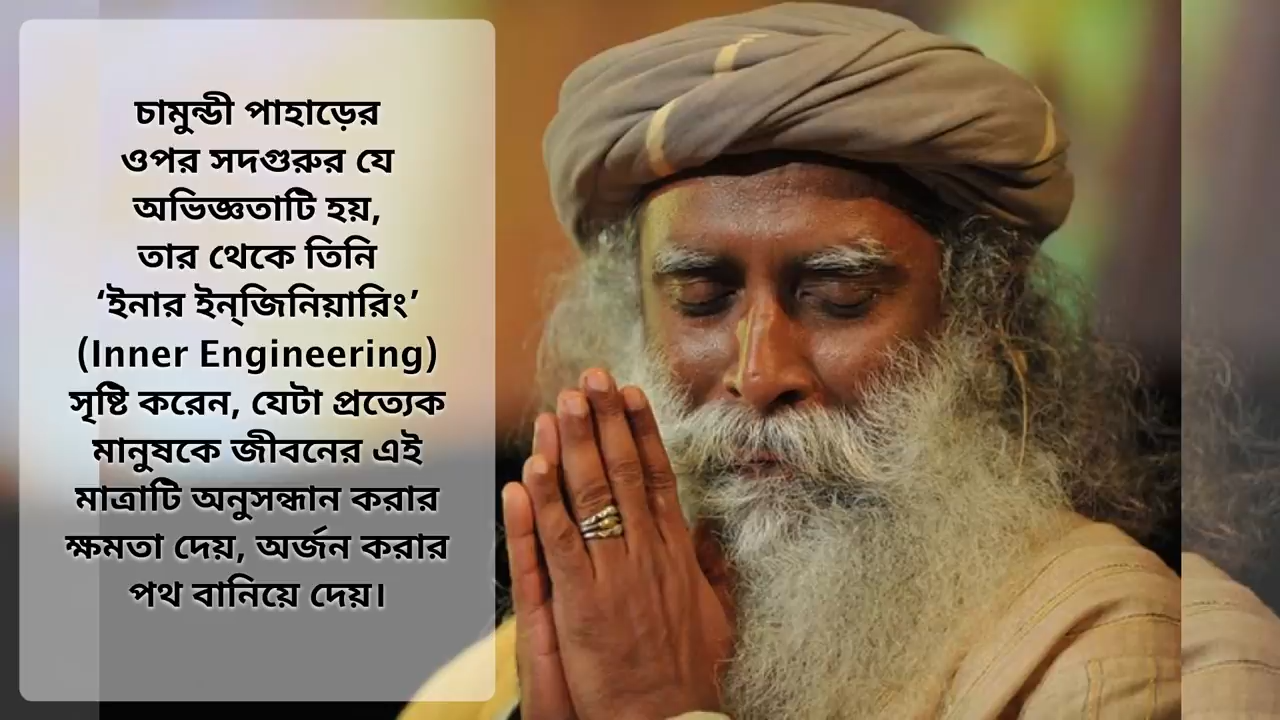 চামুন্ডী পাহাড়ের
ওপর সদগুরুর যে
অভিজ্ঞতাটি হয়,
তার থেকে তিনি
‘ইনার ইন্‌জিনিয়ারিং’
(Inner Engineering)
সৃষ্টি করেন, যেটা প্রত্যেক
মানুষকে জীবনের এই
মাত্রাটি অনুসন্ধান করার
ক্ষমতা দেয়, অর্জন করার
পথ বানিয়ে দেয়।